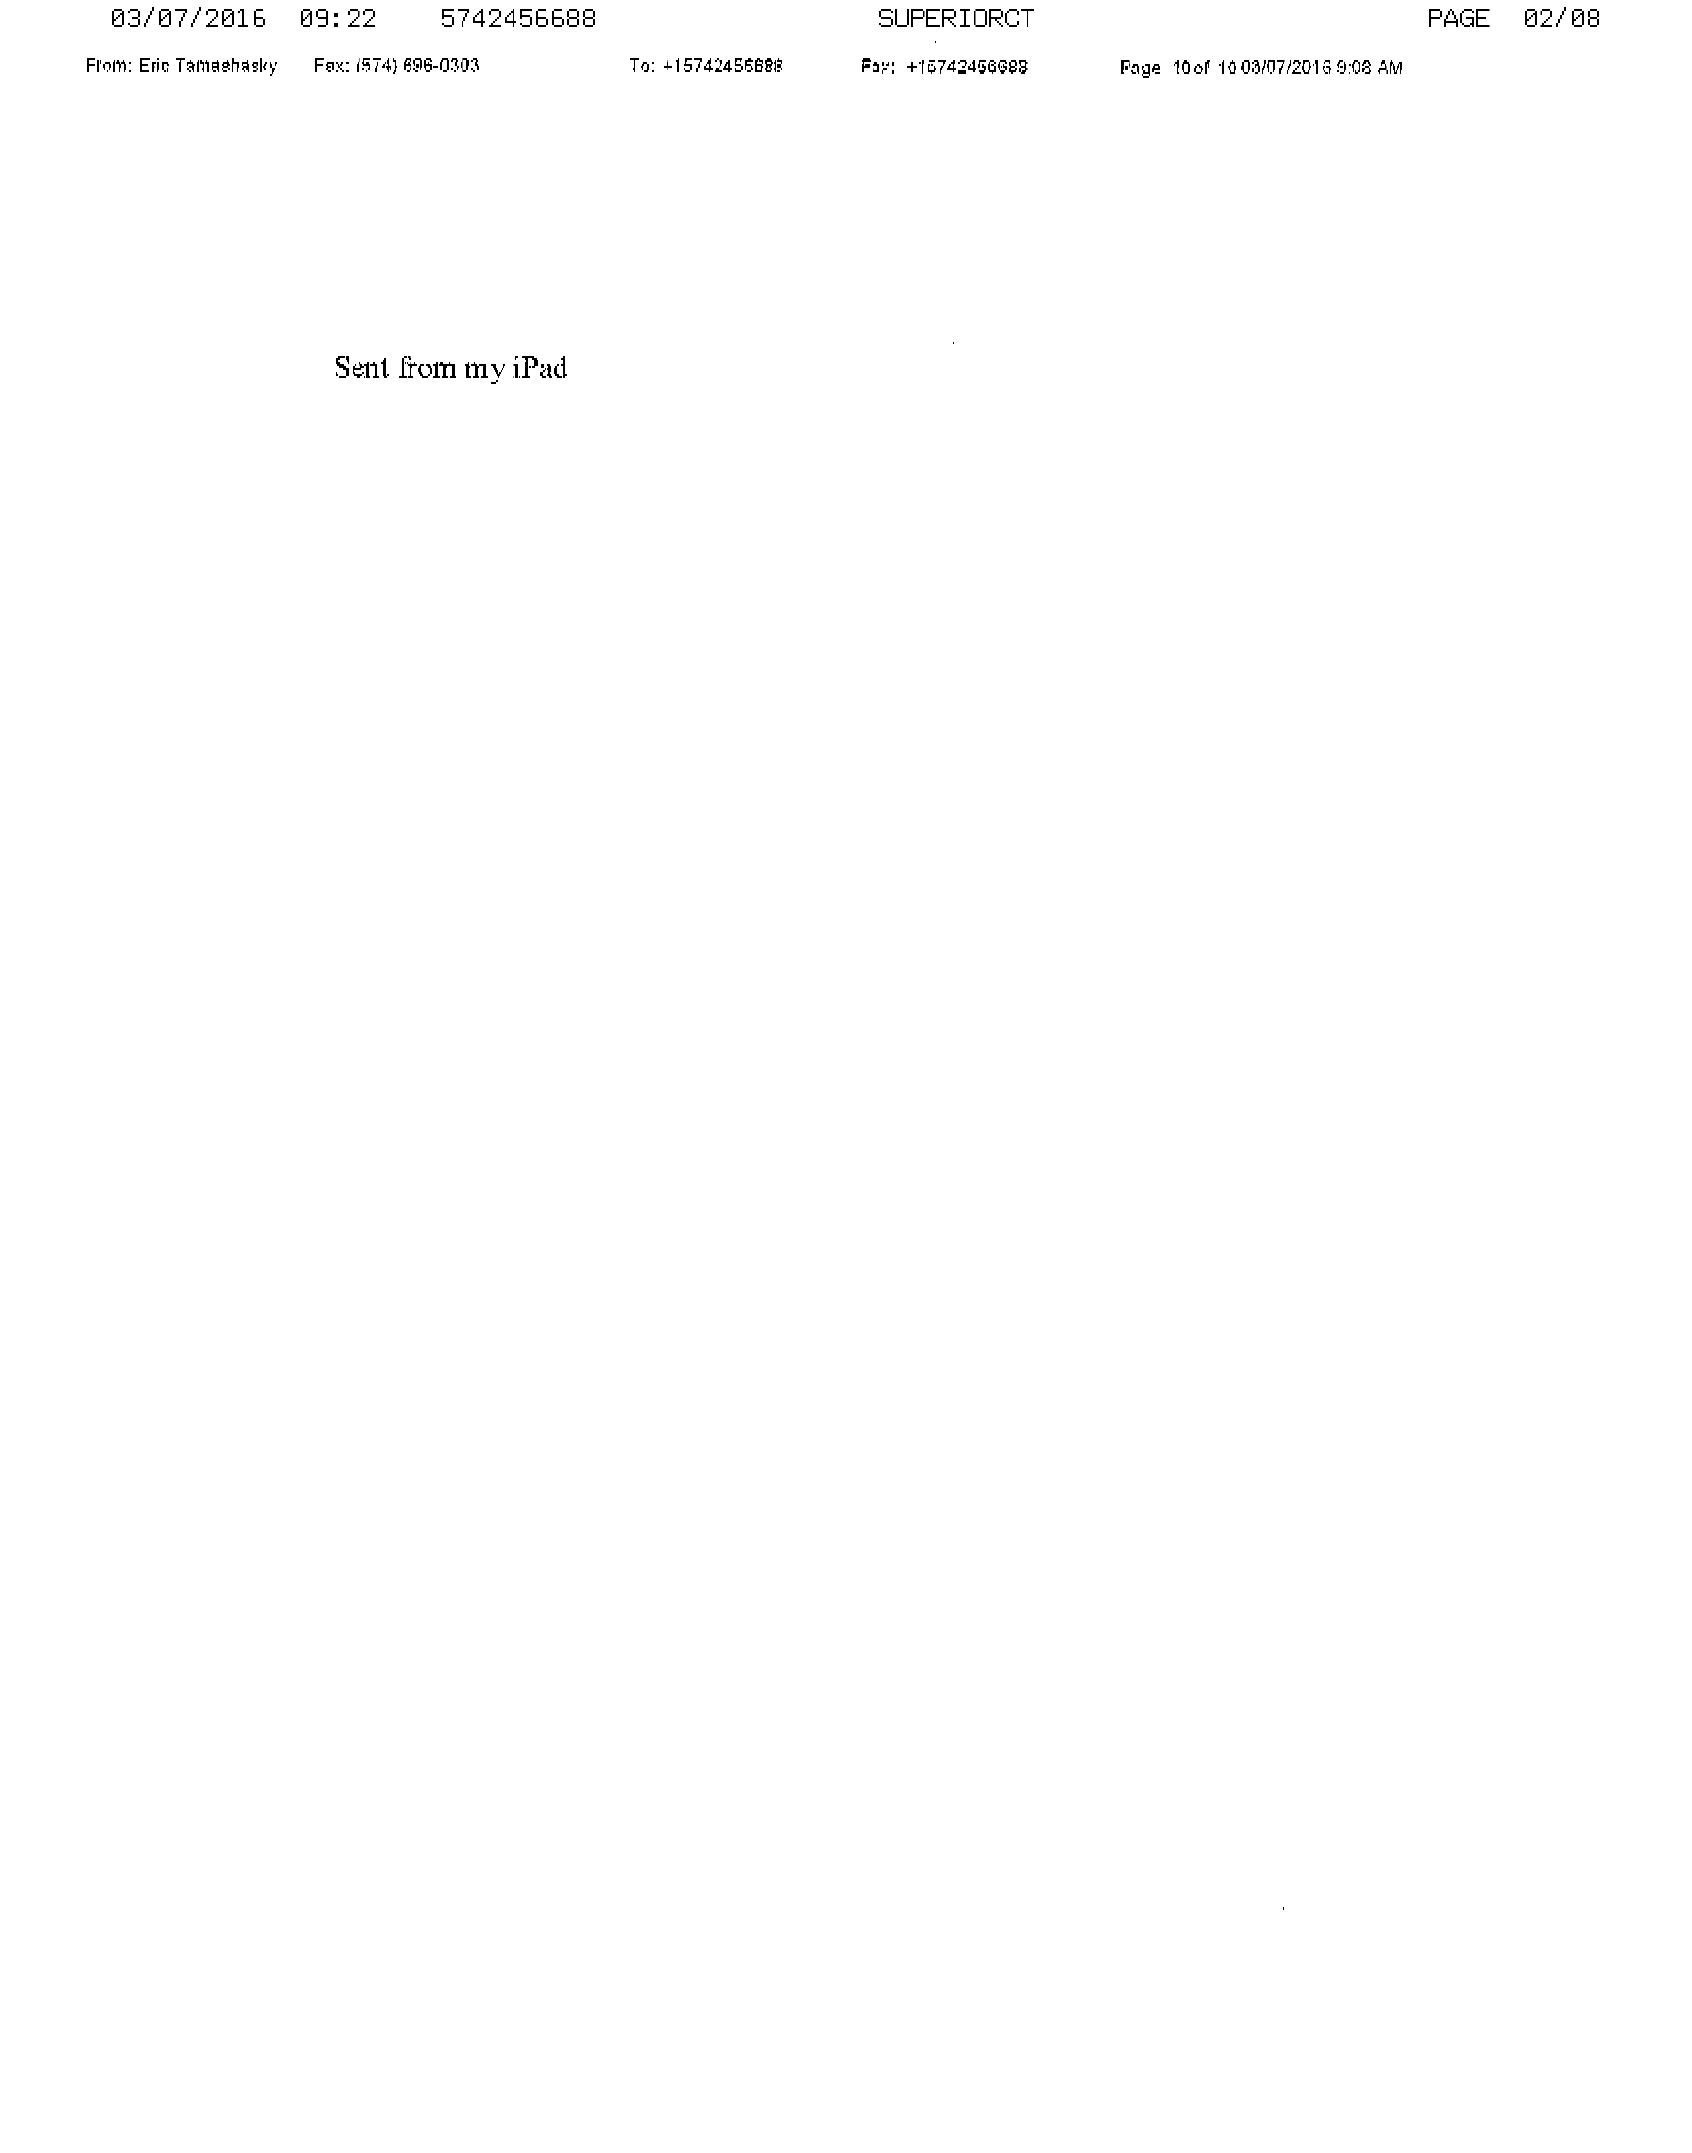 03/07/2016 09:22 5742456688 SUPERIORCT PAGE 02/08
From: Eric Tamashasky Fax: (574) 696-0303 To: +15742456688 Fax: +15742456688 Page 10 of 10 03/07/2016 9:08 AM
Sent from my iPad